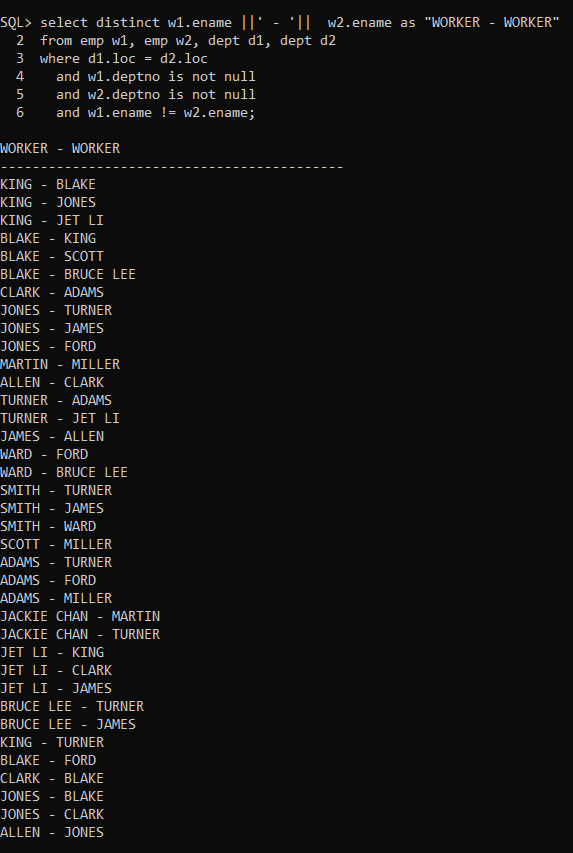 SQL> select distinct w1.ename ||' - '||  w2.ename as "WORKER - WORKER"
  2  from emp w1, emp w2, dept d1, dept d2
  3  where d1.loc = d2.loc
  4    and w1.deptno is not null
  5    and w2.deptno is not null
  6    and w1.ename != w2.ename;
WORKER - WORKER
-------------------------------------------
KING - BLAKE
KING - JONES
KING - JET LI
BLAKE - KING
BLAKE - SCOTT
BLAKE - BRUCE LEE
CLARK - ADAMS
JONES - TURNER
JONES - JAMES
JONES - FORD
MARTIN - MILLER
ALLEN - CLARK
TURNER - ADAMS
TURNER - JET LI
JAMES - ALLEN
WARD - FORD
WARD - BRUCE LEE
SMITH - TURNER
SMITH - JAMES
SMITH - WARD
SCOTT - MILLER
ADAMS - TURNER
ADAMS - FORD
ADAMS - MILLER
JACKIE CHAN - MARTIN
JACKIE CHAN - TURNER
JET LI - KING
JET LI - CLARK
JET LI - JAMES
BRUCE LEE - TURNER
BRUCE LEE - JAMES
KING - TURNER
BLAKE - FORD
CLARK - BLAKE
JONES - BLAKE
JONES - CLARK
ALLEN - JONES